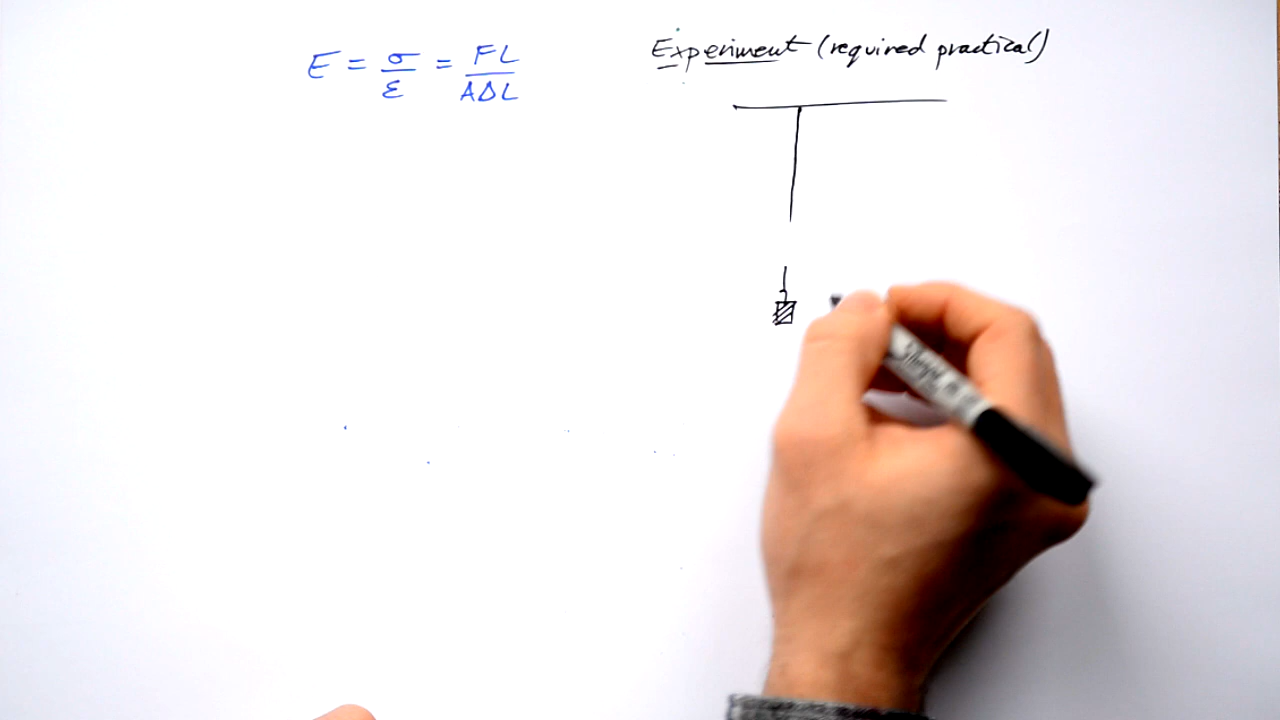 E = σ/ε = FL/AΔL
Experiment (required practical)